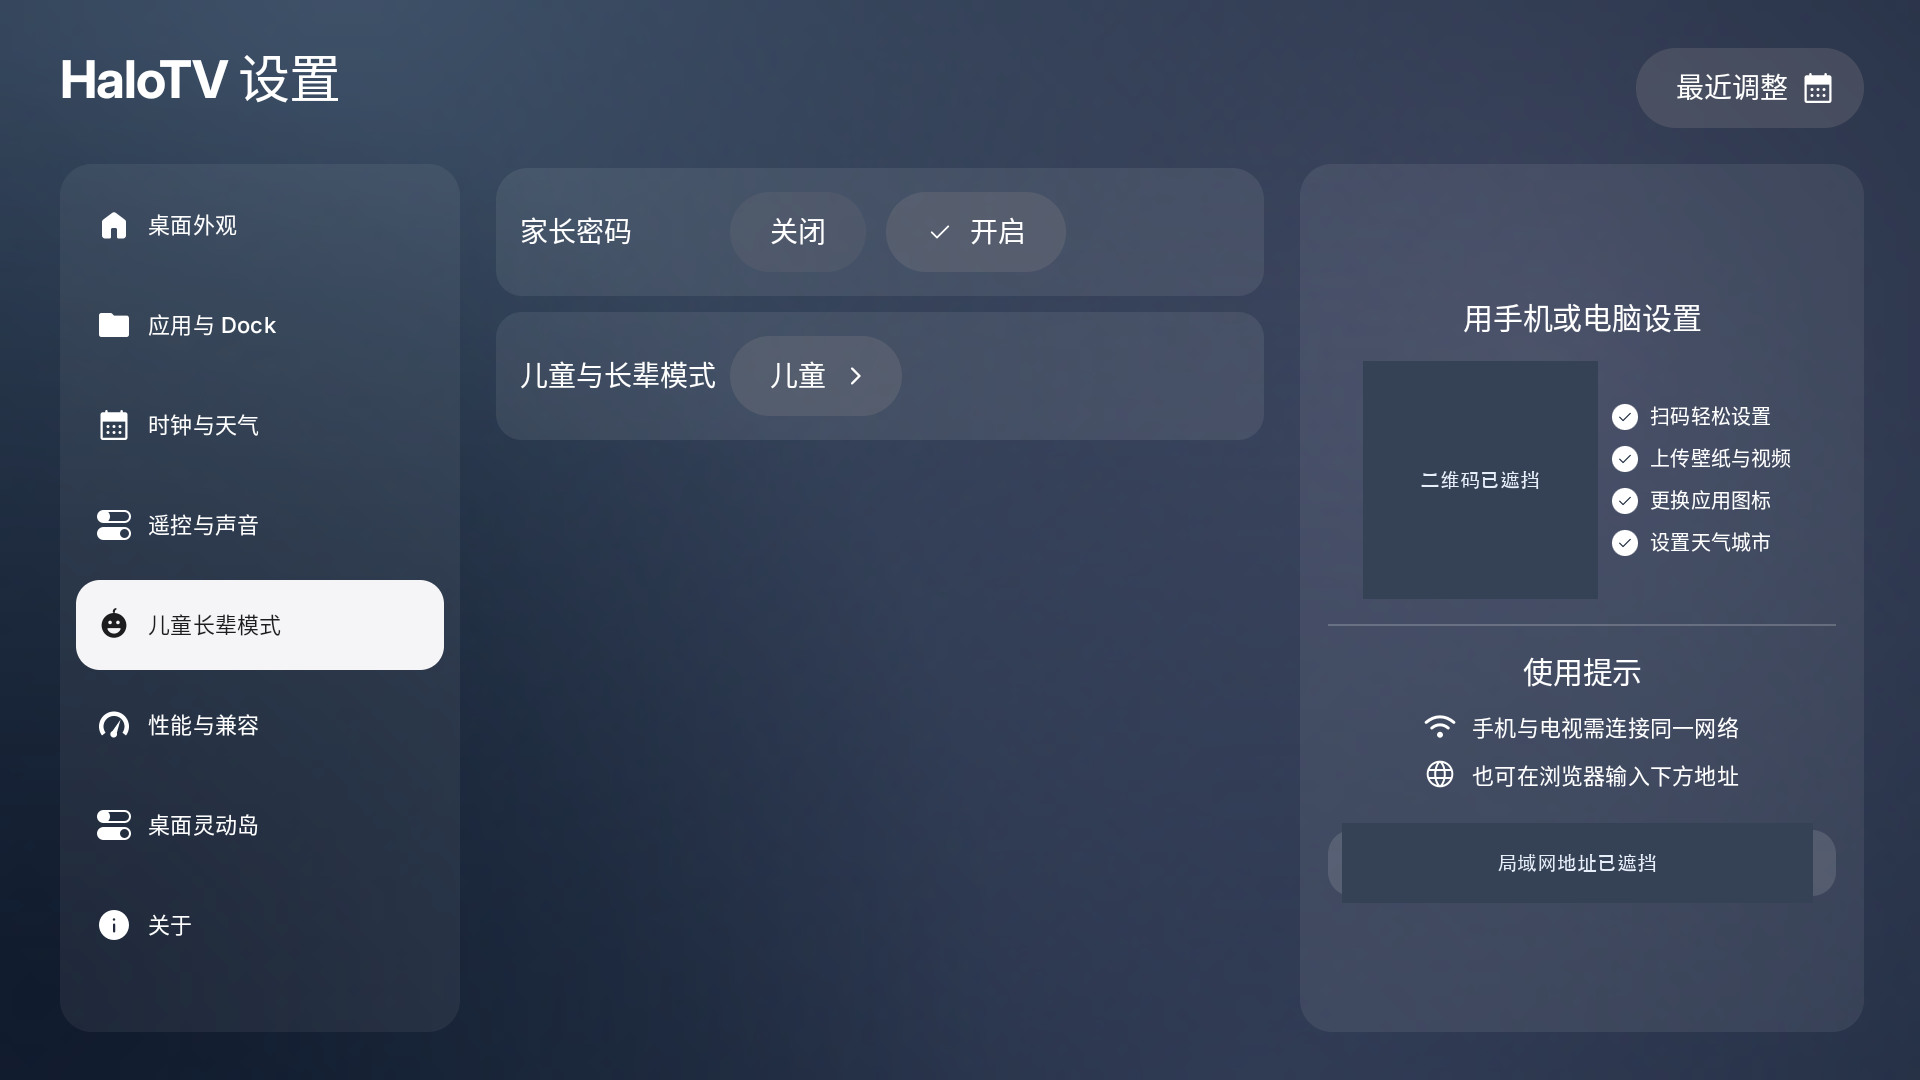 HaloTV 设置
最近调整
桌面外观
应用与 Dock
时钟与天气
遥控与声音
儿童长辈模式
性能与兼容
桌面灵动岛
关于
家长密码
关闭
开启
儿童与长辈模式
儿童
用手机或电脑设置
二维码已遮挡
扫码轻松设置
上传壁纸与视频
更换应用图标
设置天气城市
使用提示
手机与电视需连接同一网络
也可在浏览器输入下方地址
局域网地址已遮挡